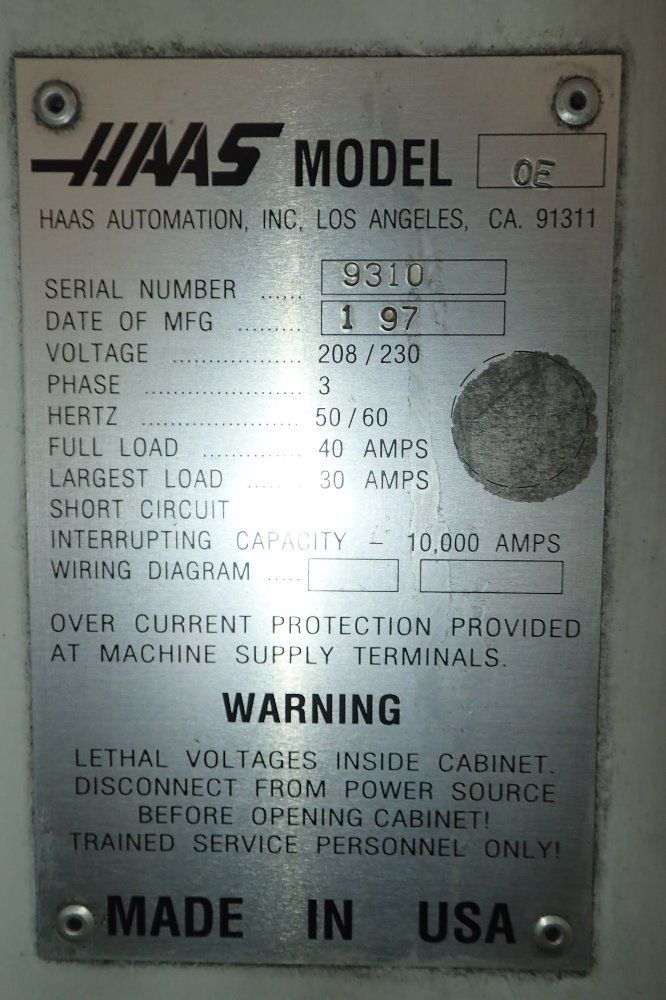 HAAS MODEL OE
HAAS AUTOMATION, INC, LOS ANGELES, CA. 91311
SERIAL NUMBER ...... 9310
DATE OF MFG ......... 1 97
VOLTAGE .................. 208/230
PHASE ...................... 3
HERTZ ...................... 50/60
FULL LOAD .............. 40 AMPS
LARGEST LOAD ........ 30 AMPS
SHORT CIRCUIT
INTERRUPTING CAPACITY – 10,000 AMPS
WIRING DIAGRAM .....
OVER CURRENT PROTECTION PROVIDED
AT MACHINE SUPPLY TERMINALS.
WARNING
LETHAL VOLTAGES INSIDE CABINET.
DISCONNECT FROM POWER SOURCE
BEFORE OPENING CABINET!
TRAINED SERVICE PERSONNEL ONLY!
MADE IN USA